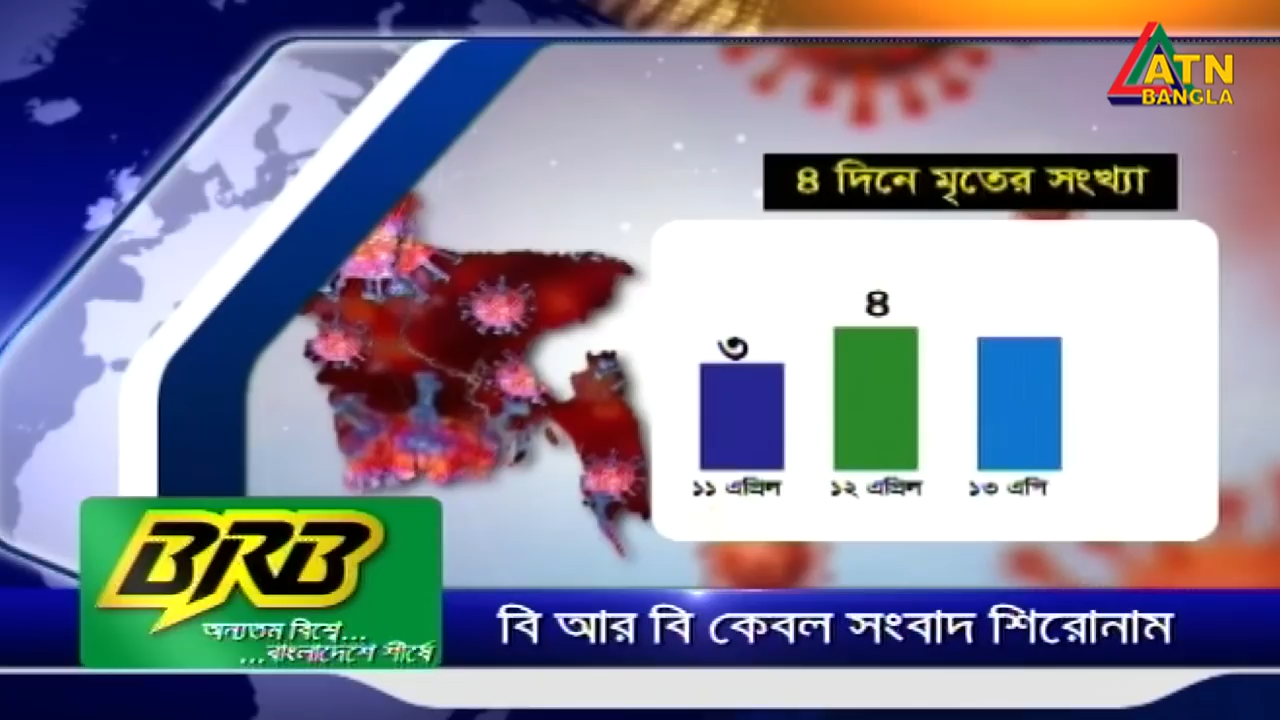 ATN
BANGLA
৪ দিনে মৃতের সংখ্যা
৩
৪
১১ এপ্রিল
১২ এপ্রিল
১৩ এপি
BRB
অন্যতম বিশ্বে...
...বাংলাদেশে শীর্ষে
বি আর বি কেবল সংবাদ শিরোনাম